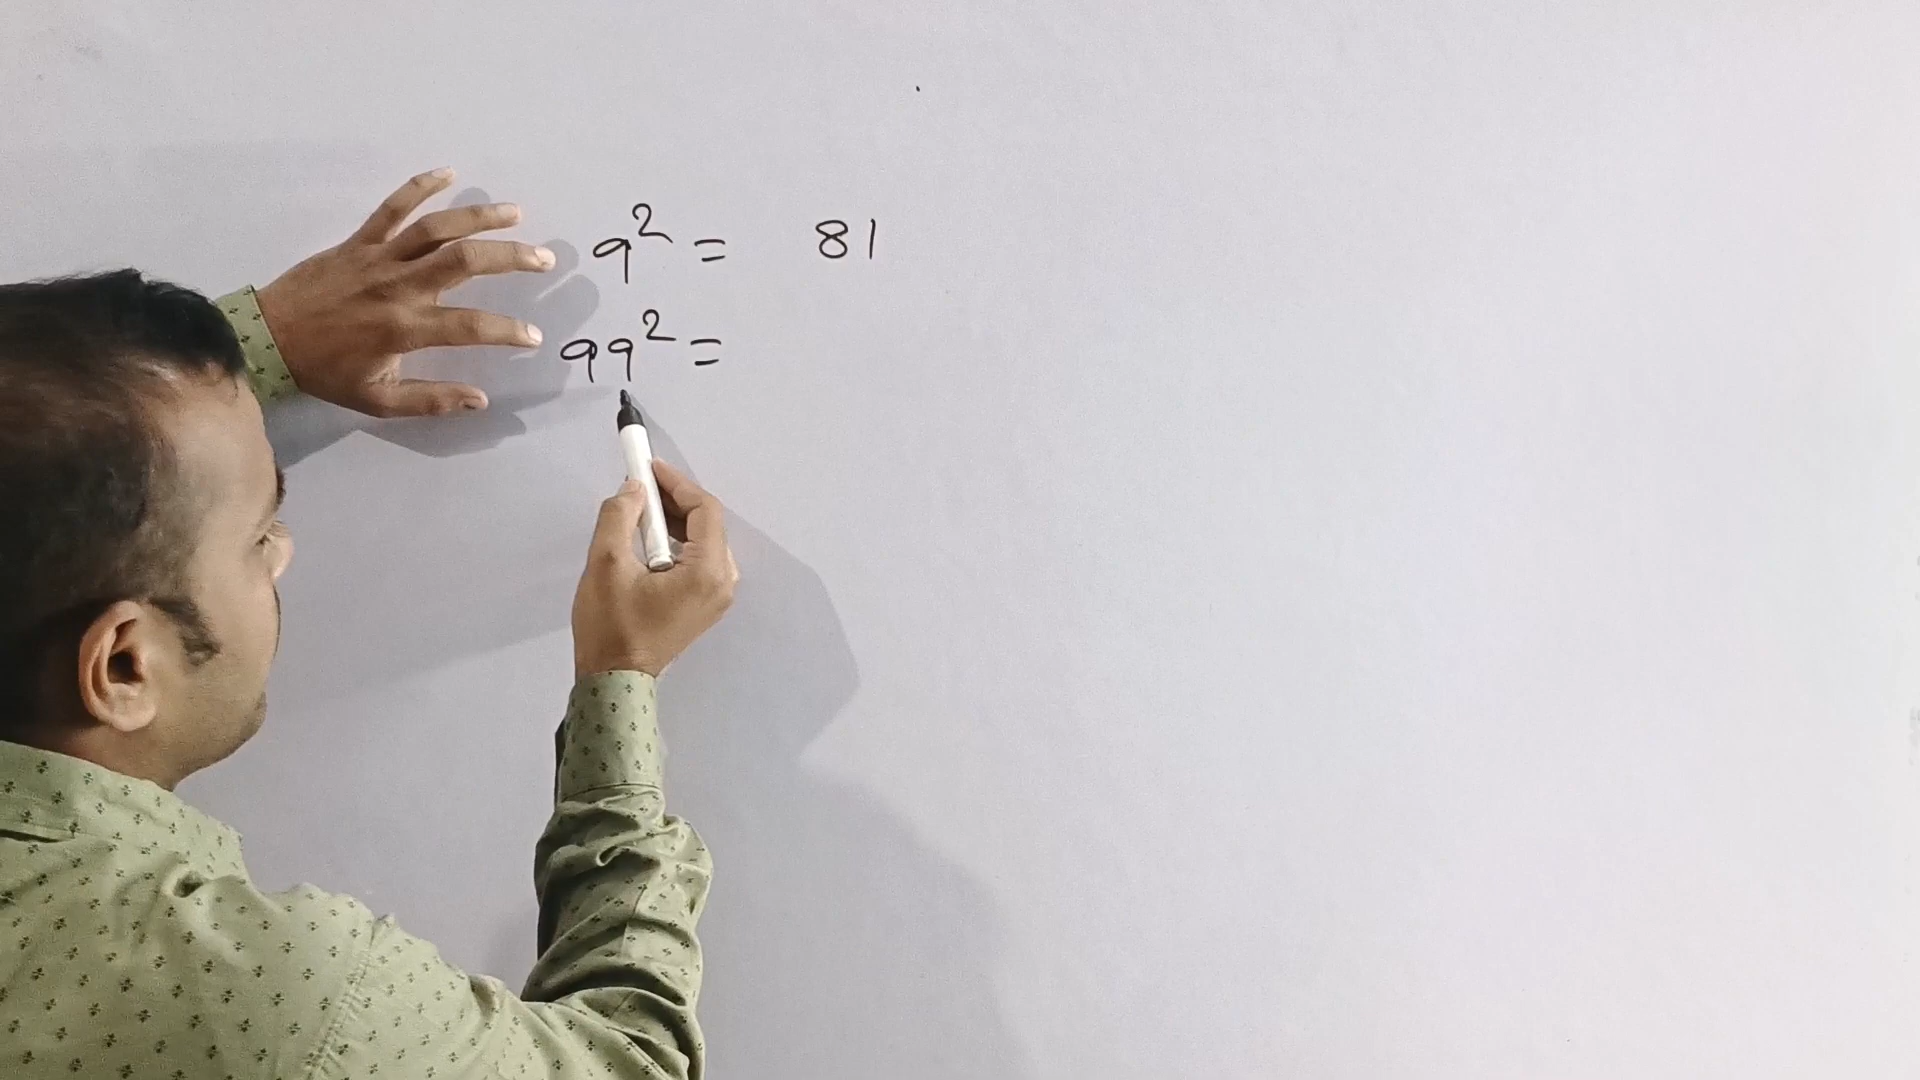 9² = 81
99² =